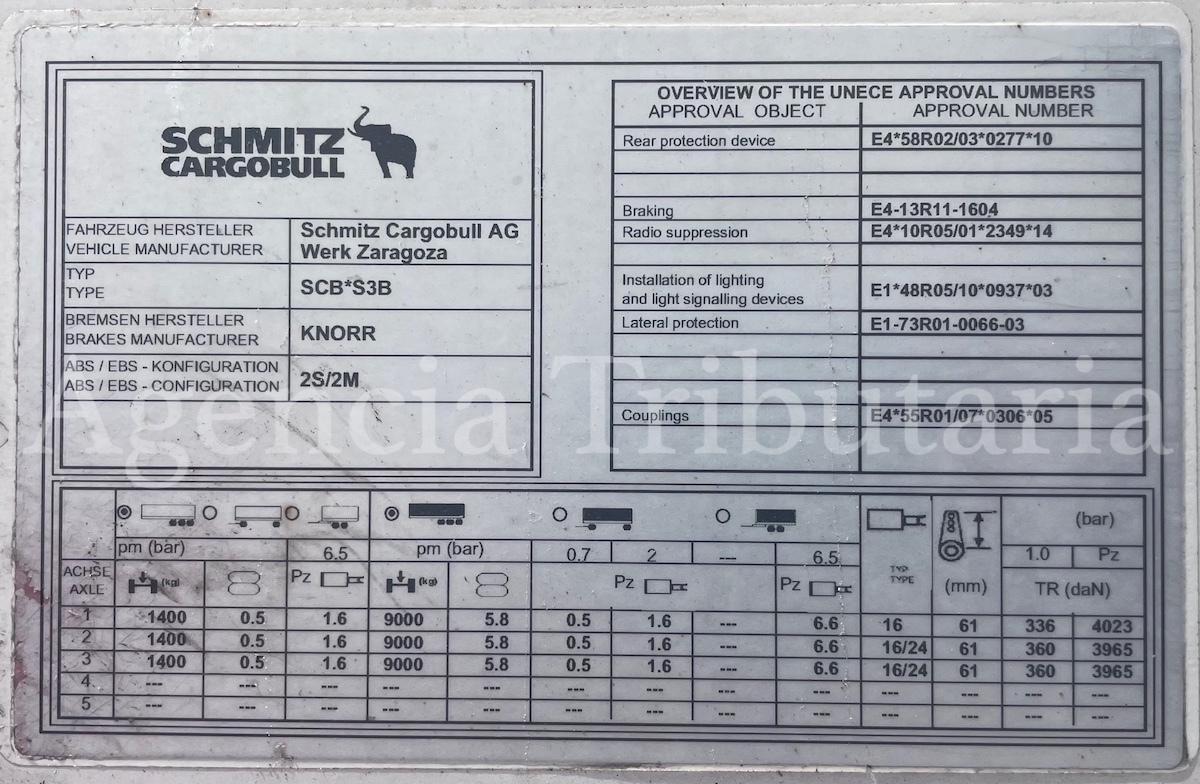 SCHMITZ
CARGOBULL
FAHRZEUG HERSTELLER
VEHICLE MANUFACTURER
Schmitz Cargobull AG
Werk Zaragoza
TYP
TYPE
SCB*S3B
BREMSEN HERSTELLER
BRAKES MANUFACTURER
KNORR
ABS / EBS - KONFIGURATION
ABS / EBS - CONFIGURATION
2S/2M
OVERVIEW OF THE UNECE APPROVAL NUMBERS
APPROVAL OBJECT APPROVAL NUMBER
Rear protection device E4*58R02/03*0277*10
Braking E4-13R11-1604
Radio suppression E4*10R05/01*2349*14
Installation of lighting
and light signalling devices E1*48R05/10*0937*03
Lateral protection E1-73R01-0066-03
Couplings E4*55R01/07*0306*05
Agencia Tributaria
(bar)
pm (bar) 6.5 pm (bar) 0.7 2 --- 6.5 1.0 Pz
ACHSE
AXLE
(kg) Pz (kg) Pz Pz
TYP
TYPE
(mm) TR (daN)
1 1400 0.5 1.6 9000 5.8 0.5 1.6 --- 6.6 16 61 336 4023
2 1400 0.5 1.6 9000 5.8 0.5 1.6 --- 6.6 16/24 61 360 3965
3 1400 0.5 1.6 9000 5.8 0.5 1.6 --- 6.6 16/24 61 360 3965
4 --- --- --- --- --- --- --- --- --- --- --- --- ---
5 --- --- --- --- --- --- --- --- --- --- --- --- ---